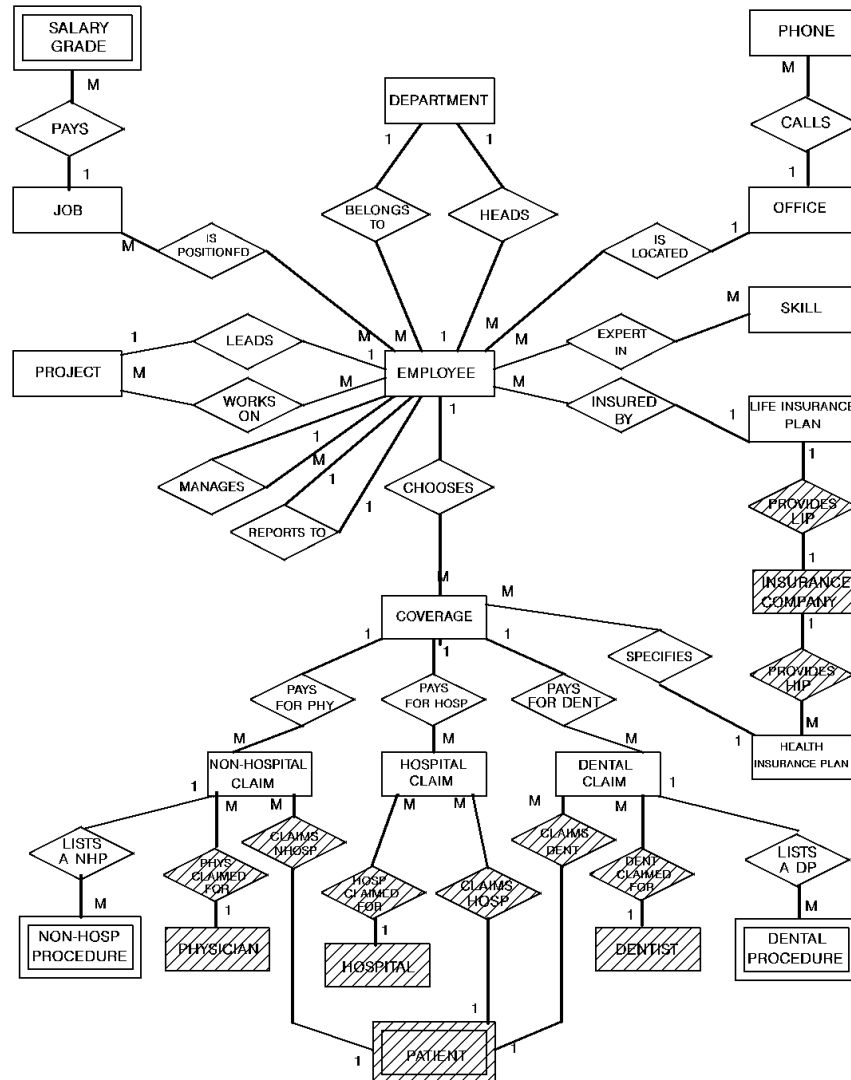 SALARY
GRADE
PHONE
M
M
DEPARTMENT
PAYS
CALLS
1
1
1
1
JOB
BELONGS
TO
HEADS
OFFICE
M
IS
POSITIONFD
IS
LOCATED
1
M
SKILL
1
LEADS
M
M
1
M
M
EXPERT
IN
1
PROJECT
M
EMPLOYEE
M
WORKS
ON
M
M
INSURED
BY
1
LIFE INSURANCE
PLAN
1
1
1
M
MANAGES
1
CHOOSES
PROVIDES
LIP
REPORTS TO
1
1
M
M
INSURANCE
COMPANY
COVERAGE
1
1
1
1
SPECIFIES
PROVIDES
HIP
PAYS
FOR PHY
PAYS
FOR HOSP
PAYS
FOR DENT
M
M
M
M
1
HEALTH
INSURANCE PLAN
NON-HOSPITAL
CLAIM
HOSPITAL
CLAIM
DENTAL
CLAIM
1
M
M
M
M
M
M
1
LISTS
A NHP
CLAIMS
NHOSP
CLAIMS
DENT
LISTS
A DP
PHYS
CLAIMED
FOR
HOSP
CLAIMED
FOR
CLAIMS
HOSP
DENT
CLAIMED
FOR
M
1
1
1
M
NON-HOSP
PROCEDURE
PHYSICIAN
HOSPITAL
DENTIST
DENTAL
PROCEDURE
1
1
1
PATIENT